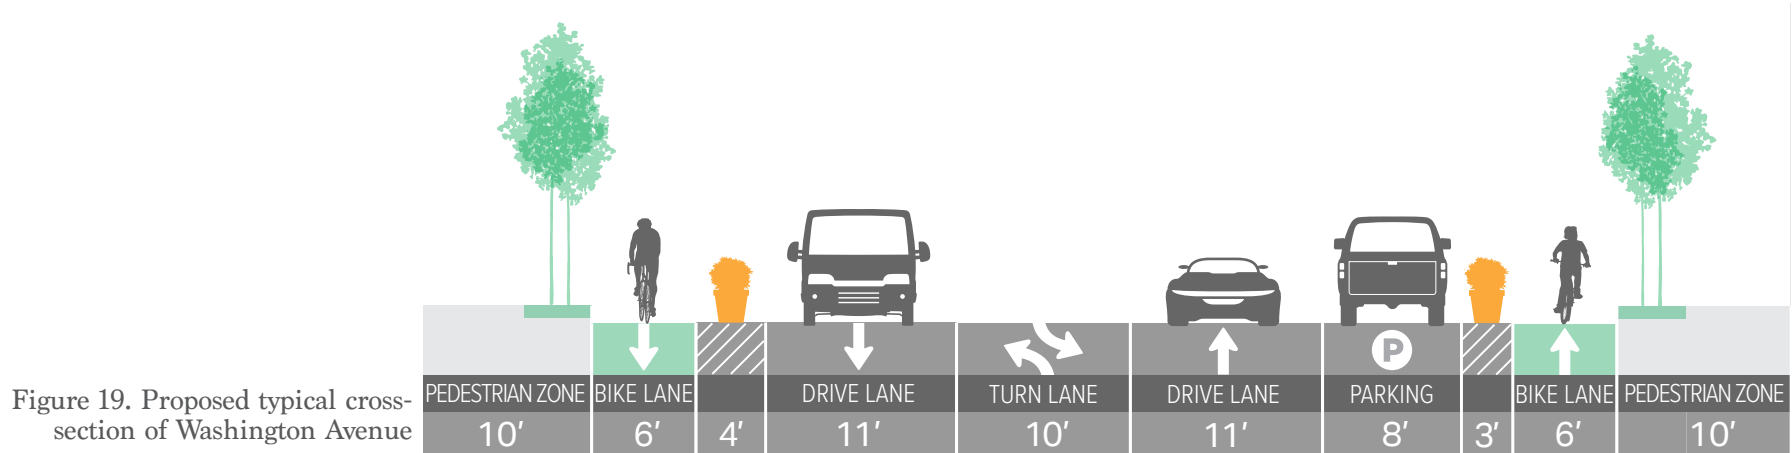 P
PEDESTRIAN ZONE BIKE LANE DRIVE LANE TURN LANE DRIVE LANE PARKING BIKE LANE PEDESTRIAN ZONE
10′ 6′ 4′ 11′ 10′ 11′ 8′ 3′ 6′ 10′
Figure 19. Proposed typical cross-
section of Washington Avenue